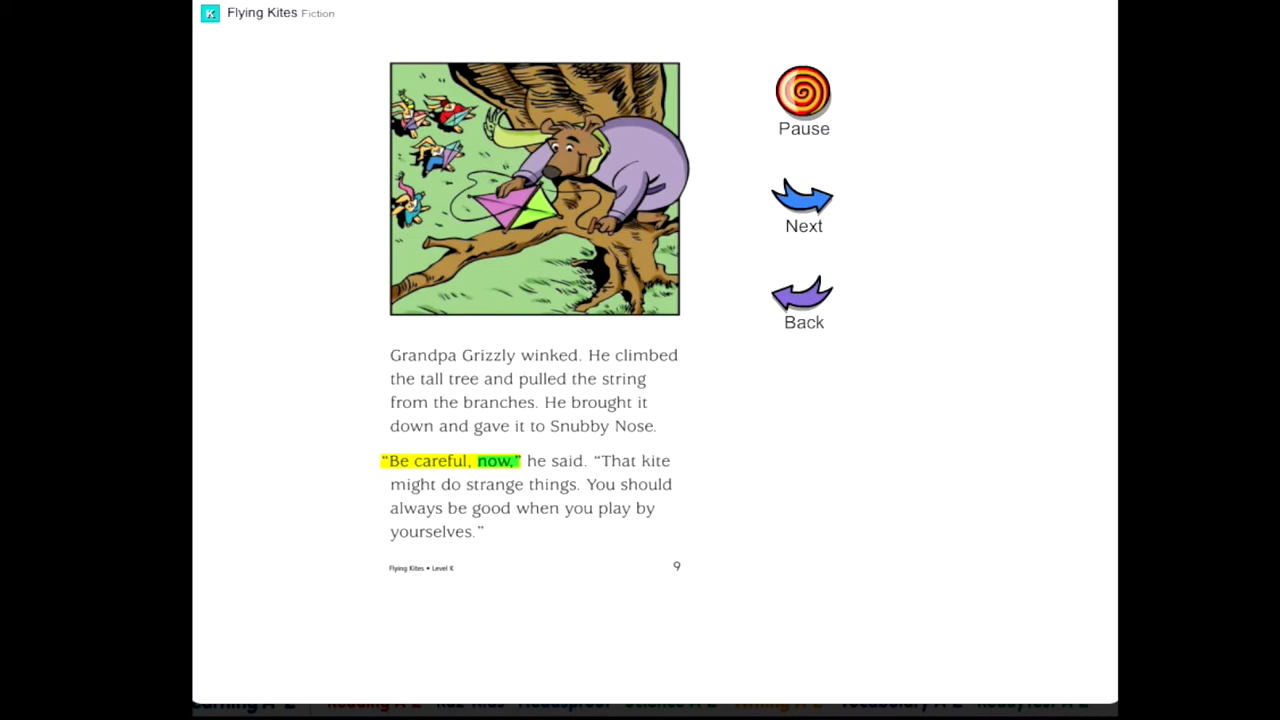 K Flying Kites Fiction
Pause
Next
Back
Grandpa Grizzly winked. He climbed
the tall tree and pulled the string
from the branches. He brought it
down and gave it to Snubby Nose.
“Be careful, now,” he said. “That kite
might do strange things. You should
always be good when you play by
yourselves.”
Flying Kites • Level K
9